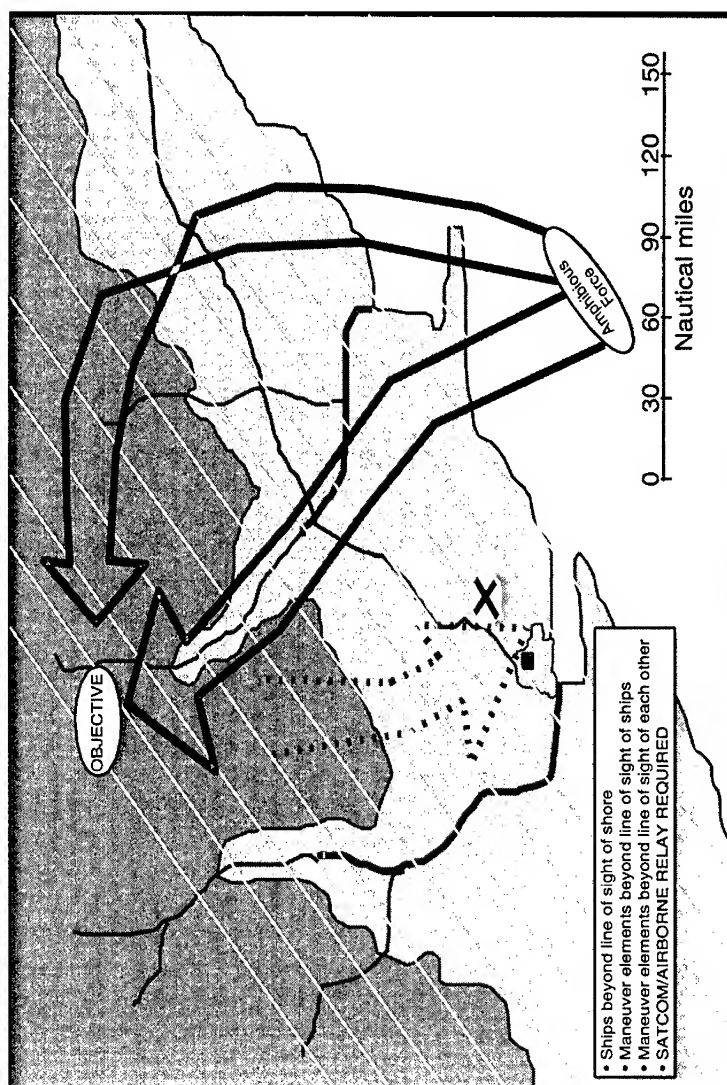 OBJECTIVE
Amphibious
Force
0 30 60 90 120 150
Nautical miles
• Ships beyond line of sight of shore
• Maneuver elements beyond line of sight of ships
• Maneuver elements beyond line of sight of each other
• SATCOM/AIRBORNE RELAY REQUIRED